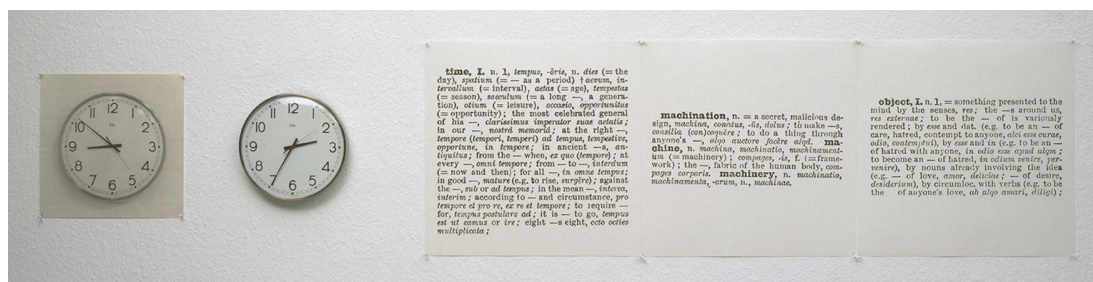 12
1
2
3
4
5
6
7
8
9
10
11
12
1
2
3
4
5
6
7
8
9
10
11
time, I. n. 1, tempus, -ŏris, n. dies (= the
day), spatium (= — as a period) † aevum, in-
tervallum (= interval), aetas (= age), tempestas
(= season), saeculum (= a long —, a genera-
tion), otium (= leisure), occasio, opportunitas
(= opportunity); the most celebrated general
of his —, clarissimus imperator suae aetatis;
in our —, nostrā memoriā; at the right —,
tempore (tempori, temperi) ad tempus, tempestive,
opportune, in tempore; in ancient —s, an-
tiquitus; from the — when, ex quo (tempore); at
every —, omni tempore; from — to —, interdum
(= now and then); for all —, in omne tempus;
in good —, mature (e.g. to rise, surgĕre); against
the —, sub or ad tempus; in the mean —, interea,
interim; according to — and circumstance, pro
tempore et pro re, ex re et tempore; to require —
for, tempus postulare ad; it is — to go, tempus
est ut eamus or ire; eight —s eight, octo octies
multiplicata;
machination, n. = a secret, malicious de-
sign, machina, conatus, -ūs, dolus; to make —s,
consilia (con)coquĕre; to do a thing through
anyone's —, alqo auctore facĕre alqd. ma-
chine, n. machina, machinatio, machinament-
um (= machinery); compages, -is, f. (= frame-
work); the —, fabric of the human body, com-
pages corporis. machinery, n. machinatio,
machinamenta, -orum, n., machinae.
object, I. n. 1, = something presented to the
mind by the senses, res; the —s around us,
res externae; to be the — of is variously
rendered; by esse and dat. (e.g. to be an — of
care, hatred, contempt to anyone, alci esse curae,
odio, contemptui), by esse and in (e.g. to be an —
of hatred with anyone, in odio esse apud alqm;
to become an — of hatred, in odium venire, per-
venire), by nouns already involving the idea
(e.g. — of love, amor, deliciae; — of desire,
desiderium), by circumloc. with verbs (e.g. to be
the of anyone's love, ab alqo amari, diligi);